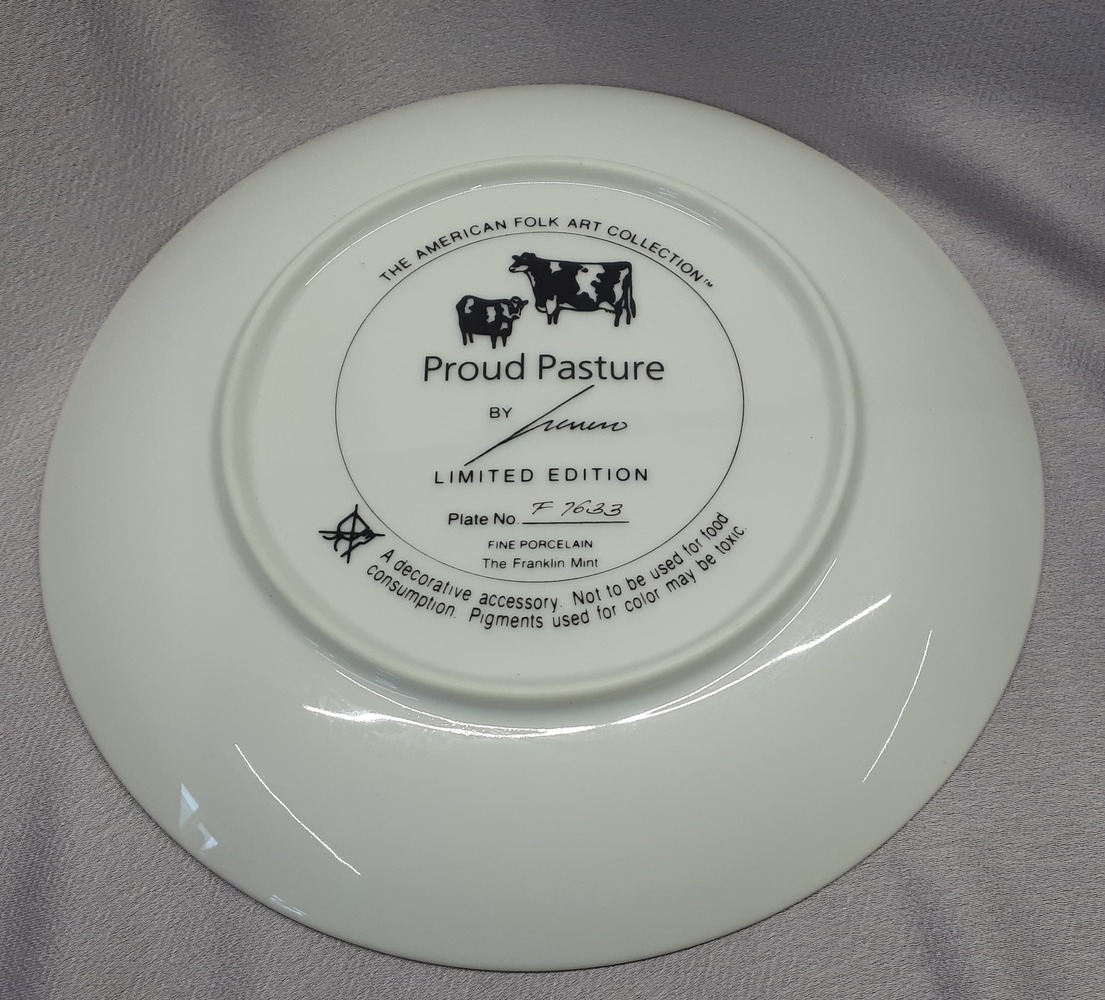 THE AMERICAN FOLK ART COLLECTION™
Proud Pasture
BY
LIMITED EDITION
Plate No. F7633
FINE PORCELAIN
The Franklin Mint
A decorative accessory. Not to be used for food
consumption. Pigments used for color may be toxic.